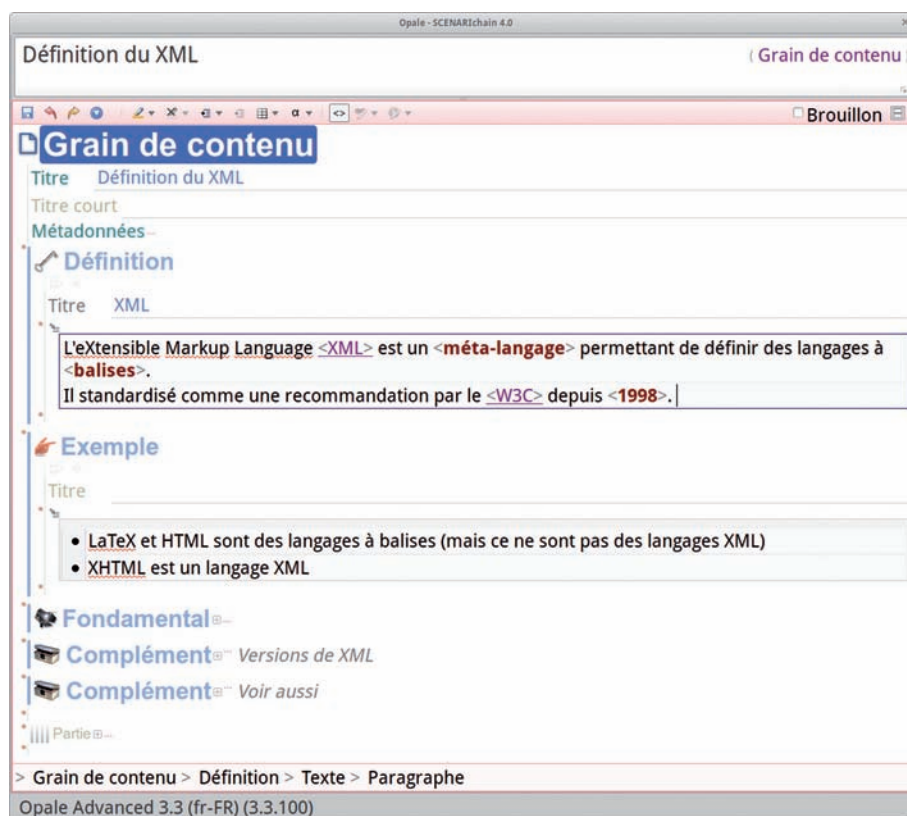 Opale - SCENARIchain 4.0
Définition du XML
Grain de contenu
Brouillon
Grain de contenu
Titre Définition du XML
Titre court
Métadonnées
Définition
Titre XML
L'eXtensible Markup Language <XML> est un <méta-langage> permettant de définir des langages à
<balises>.
Il standardisé comme une recommandation par le <W3C> depuis <1998>.
Exemple
Titre
• LaTeX et HTML sont des langages à balises (mais ce ne sont pas des langages XML)
• XHTML est un langage XML
Fondamental
Complément Versions de XML
Complément Voir aussi
Partie
> Grain de contenu > Définition > Texte > Paragraphe
Opale Advanced 3.3 (fr-FR) (3.3.100)